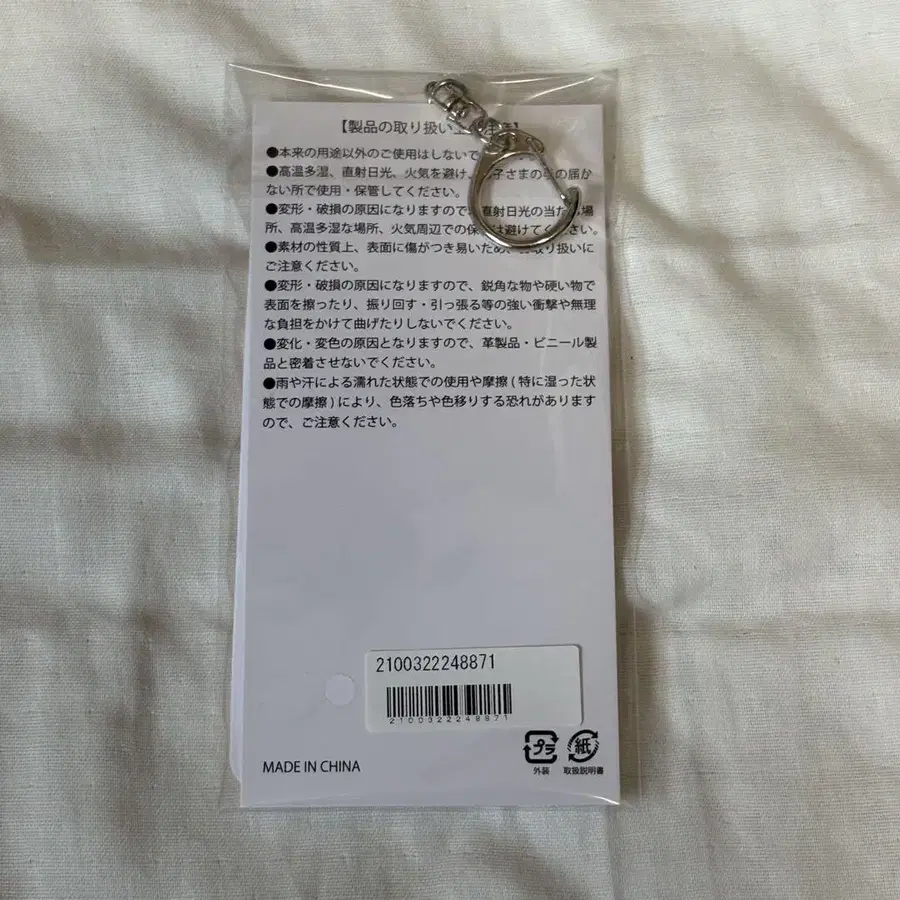 【製品の取り扱い上
●本来の用途以外のご使用はしないで
●高温多湿、直射日光、火気を避け、 子さまの手の届か
ない所で使用・保管してください。
●変形・破損の原因になりますので 直射日光の当たる場
所、高温多湿な場所、火気周辺での保 は避けてください。
●素材の性質上、表面に傷がつき易いため、 取り扱いに
ご注意ください。
●変形・破損の原因になりますので、鋭角な物や硬い物で
表面を擦ったり、振り回す・引っ張る等の強い衝撃や無理
な負担をかけて曲げたりしないでください。
●変化・変色の原因となりますので、革製品・ビニール製
品と密着させないでください。
●雨や汗による濡れた状態での使用や摩擦 ( 特に湿った状
態での摩擦 ) により、色落ちや色移りする恐れがあります
ので、ご注意ください。
2100322248871
2100322248871
プラ 紙
外装 取扱説明書
MADE IN CHINA